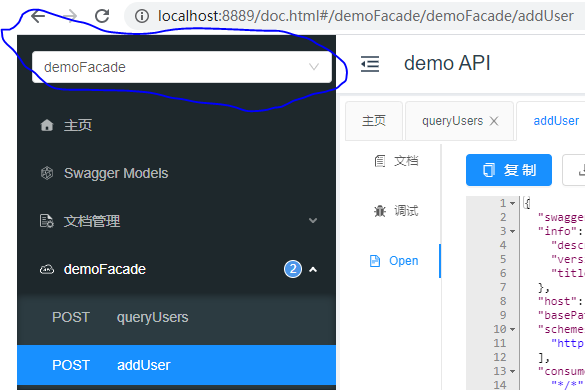 localhost:8889/doc.html#/demoFacade/demoFacade/addUser
demoFacade
demo API
主页
Swagger Models
文档管理
demoFacade
2
POST queryUsers
POST addUser
主页
queryUsers
addUser
文档
调试
Open
复 制
1 {
2 "swagge
3 "info":
4 "desc
5 "vers
6 "titl
7 },
8 "host":
9 "basePat
10 "scheme
11 "http
12 ],
13 "consum
14 "*/*"